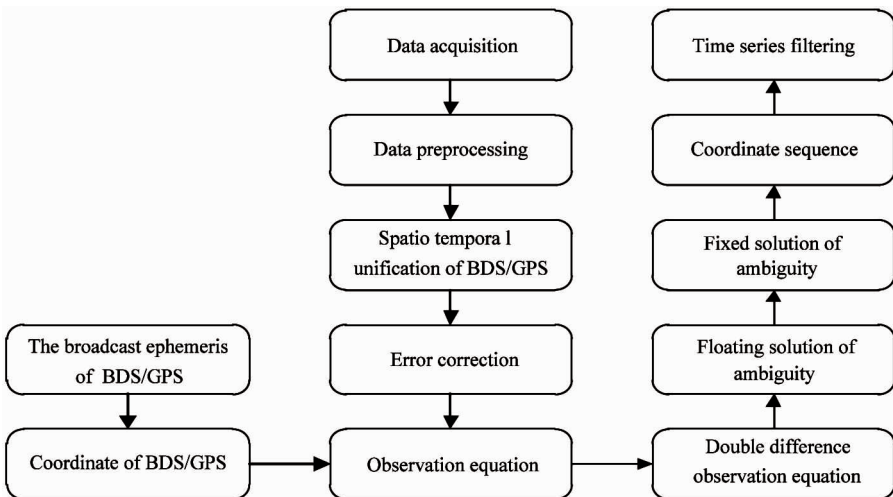 Data acquisition
Data preprocessing
Spatio tempora l
unification of BDS/GPS
Error correction
The broadcast ephemeris
of BDS/GPS
Coordinate of BDS/GPS
Observation equation
Double difference
observation equation
Floating solution of
ambiguity
Fixed solution of
ambiguity
Coordinate sequence
Time series filtering